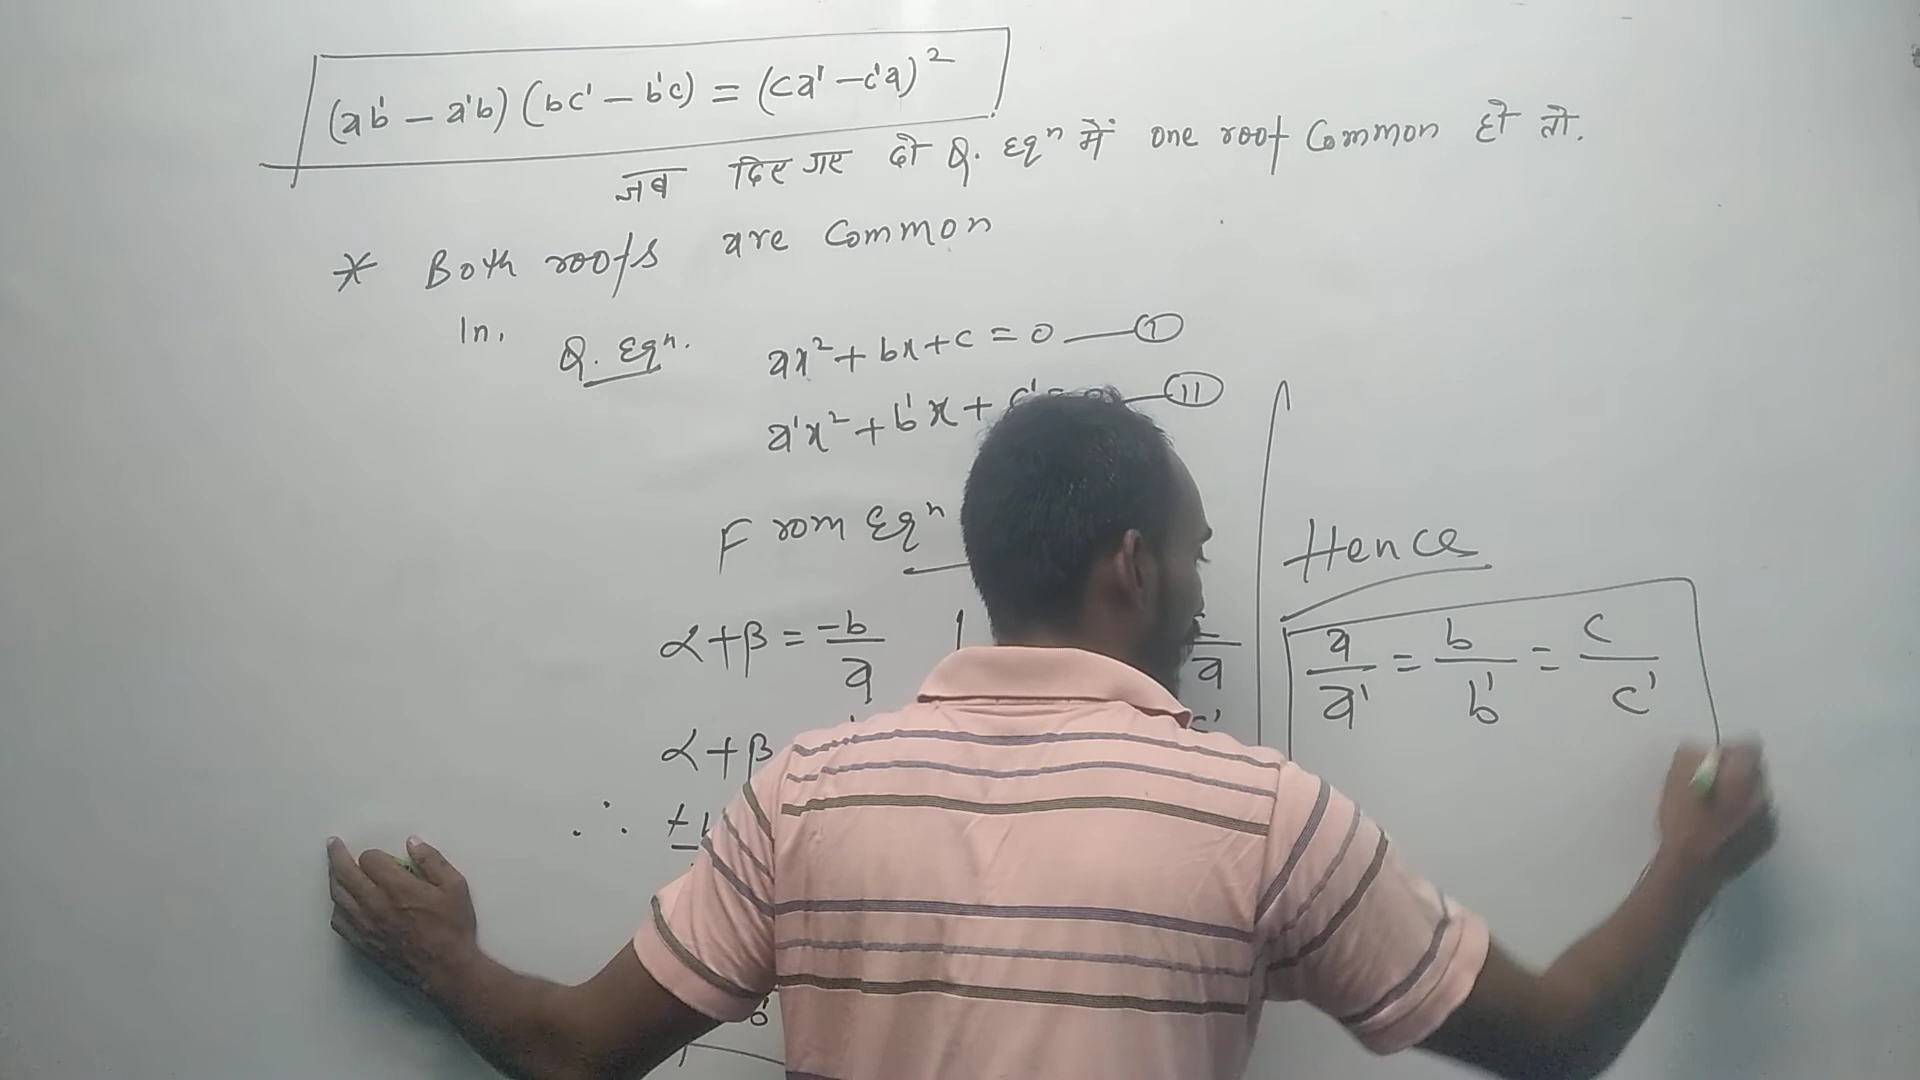 (ab' - a'b) (bc' - b'c) = (ca' - c'a)²
जब दिए गए दो Q. Eqⁿ में one root Common हो तो.
* Both roots are Common
In. Q. Eqⁿ. ax² + bx + c = 0 — (I)
a'x² + b'x + c' = 0 — (II)
From Eqⁿ
α + β = -b/a
a
α + β
c'
∴
Hence
a/a' = b/b' = c/c'